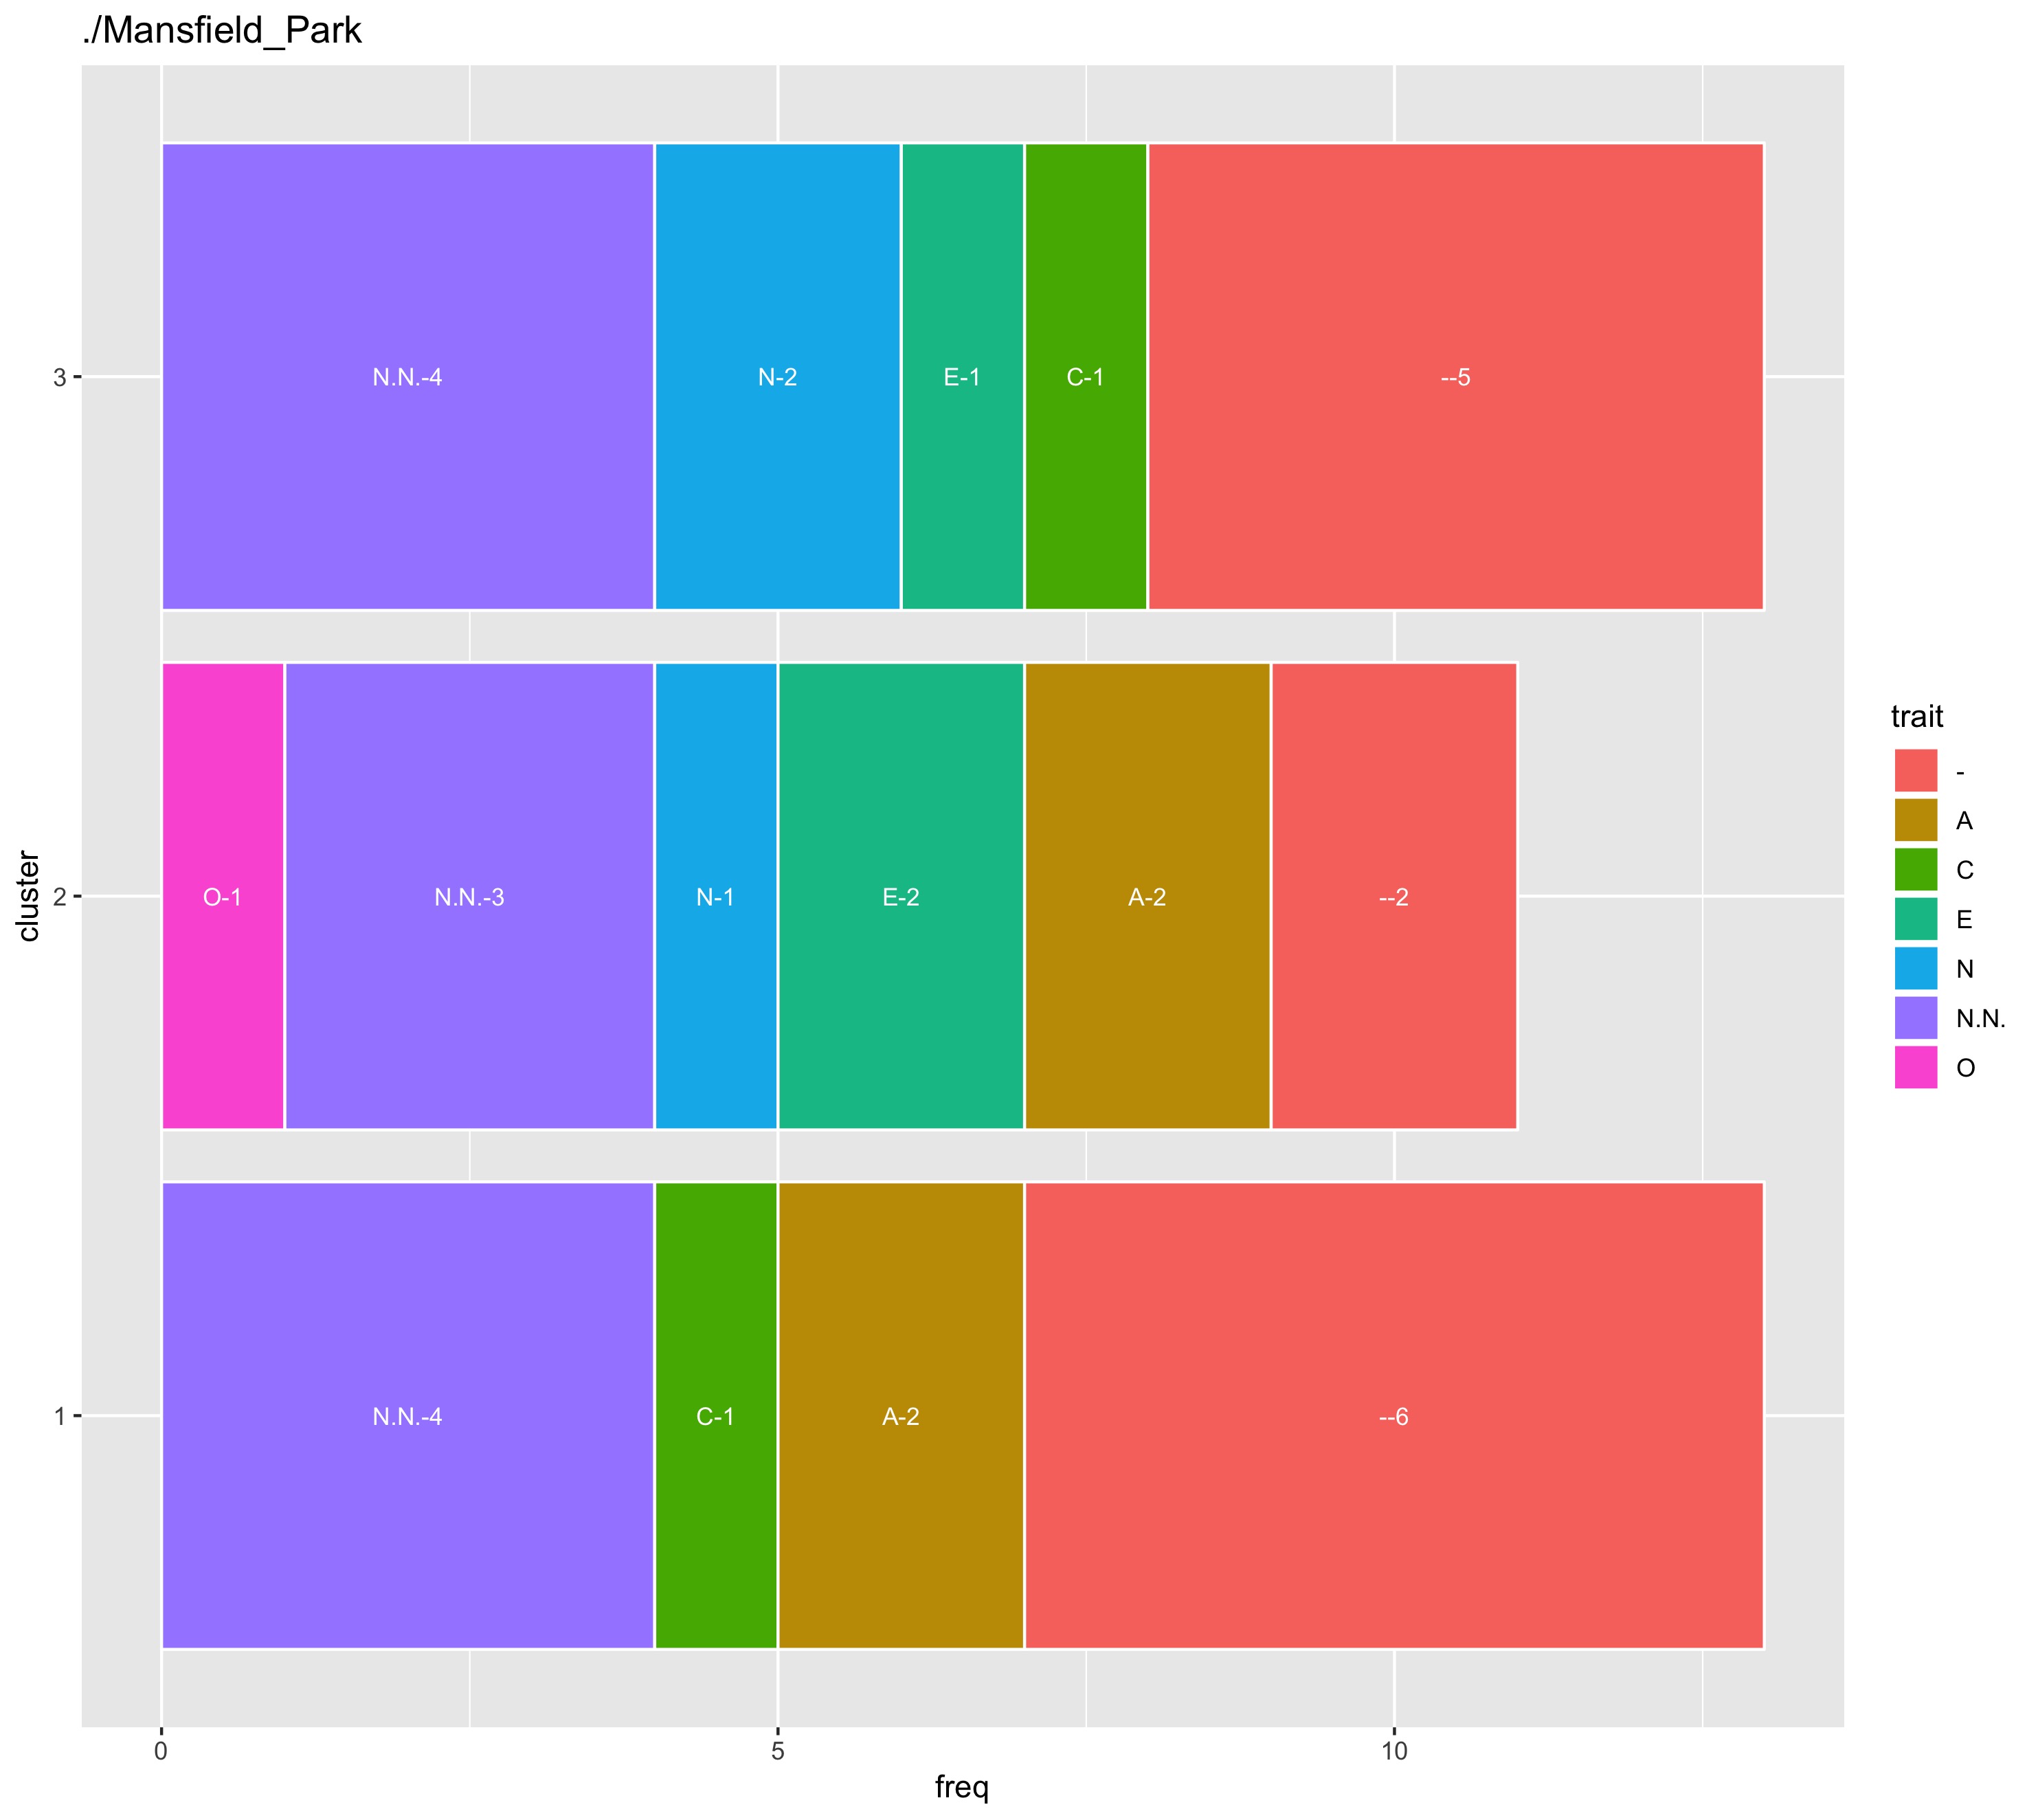 ./Mansfield_Park
3
N.N.-4 N-2 E-1 C-1 --5
2
O-1 N.N.-3 N-1 E-2 A-2 --2
1
N.N.-4 C-1 A-2 --6
cluster
0 5 10
freq
trait
-
A
C
E
N
N.N.
O